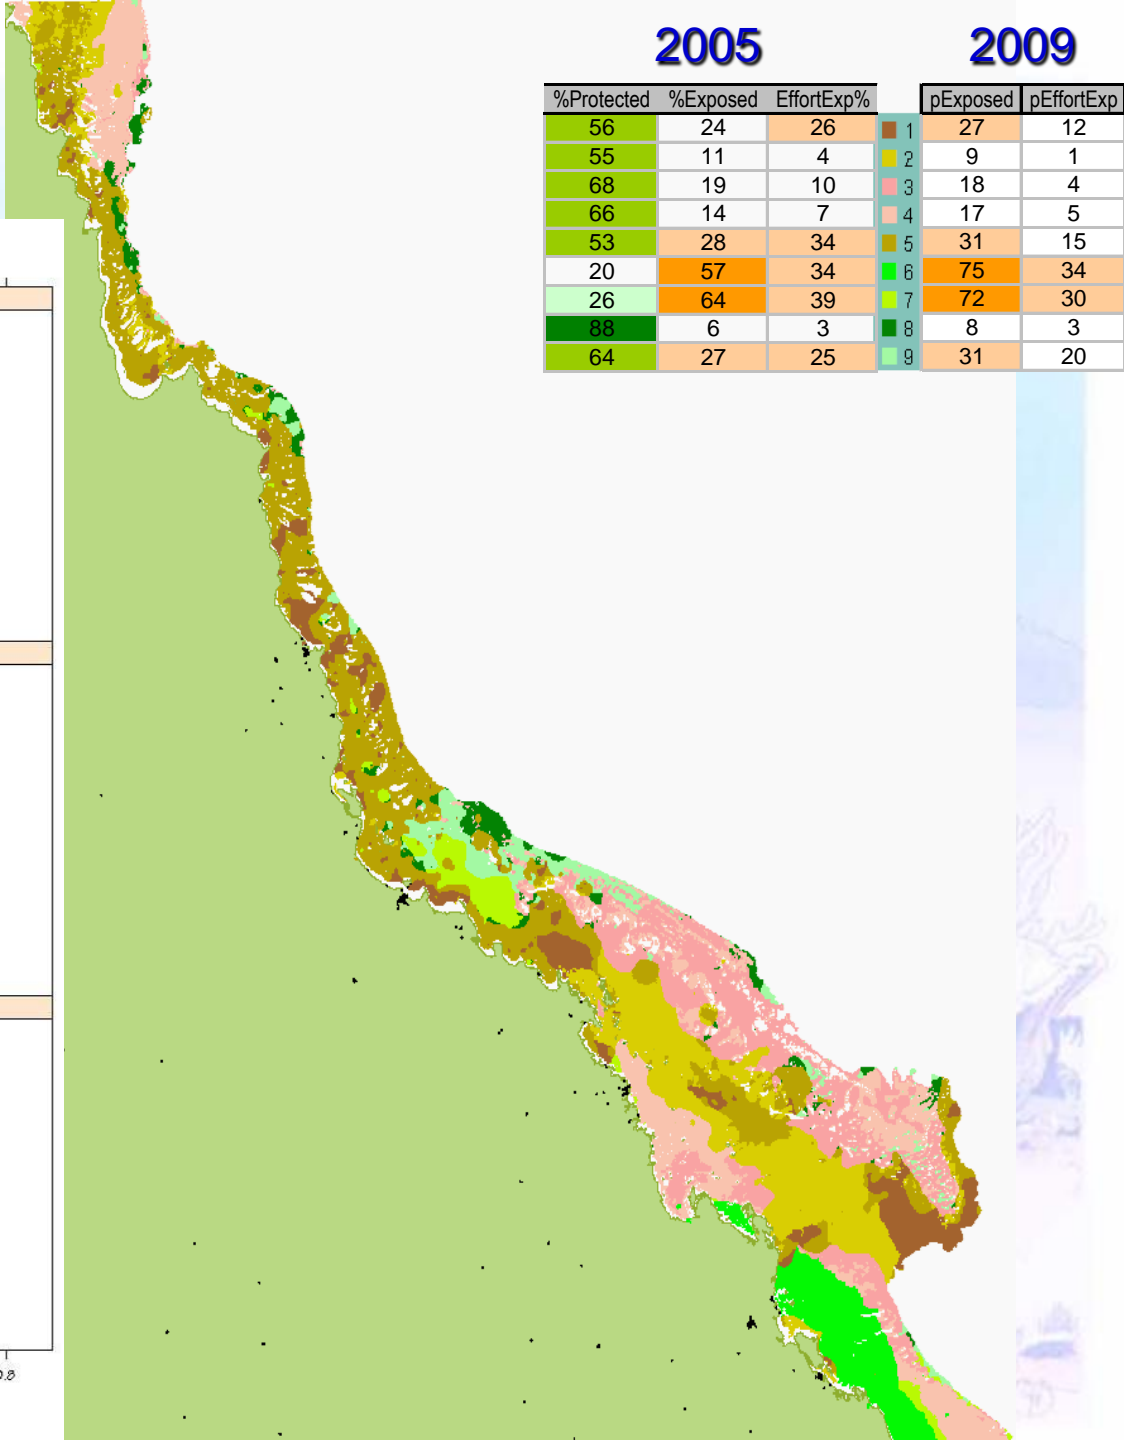 2005 2009
%Protected %Exposed EffortExp% pExposed pEffortExp
56 24 26 1 27 12
55 11 4 2 9 1
68 19 10 3 18 4
66 14 7 4 17 5
53 28 34 5 31 15
20 57 34 6 75 34
26 64 39 7 72 30
88 6 3 8 8 3
64 27 25 9 31 20